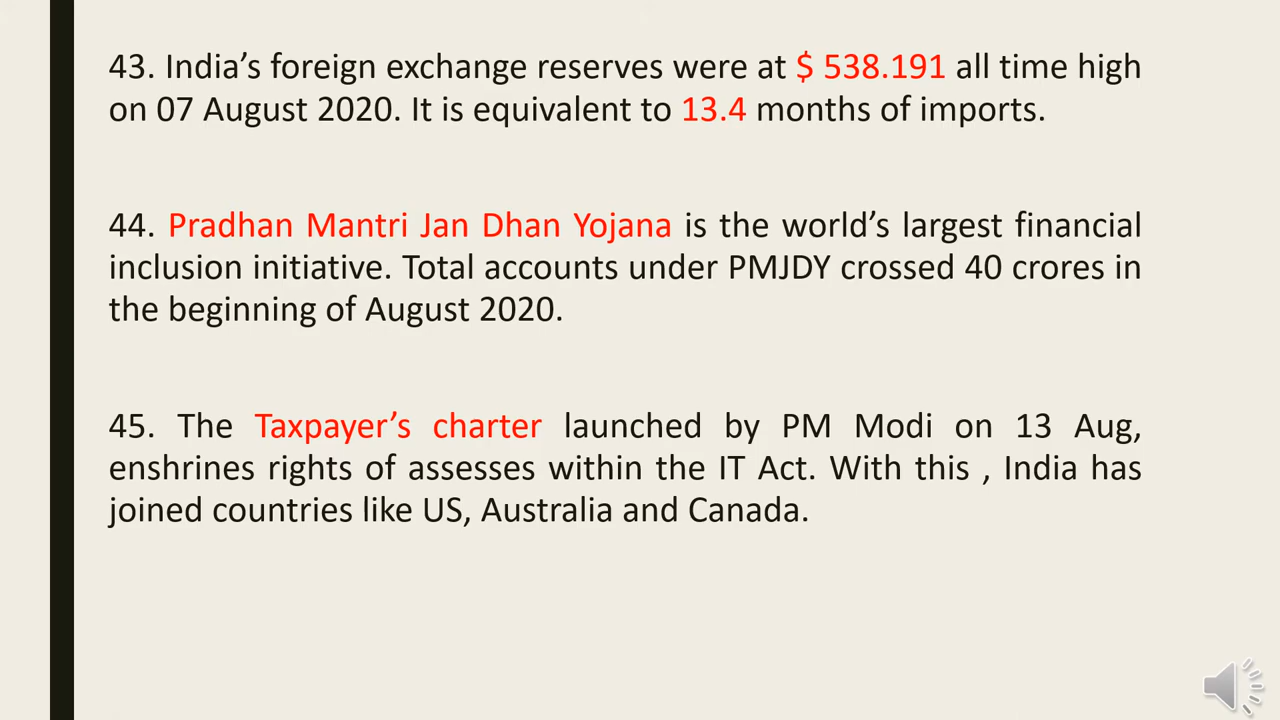 43. India’s foreign exchange reserves were at $ 538.191 all time high
on 07 August 2020. It is equivalent to 13.4 months of imports.
44. Pradhan Mantri Jan Dhan Yojana is the world’s largest financial
inclusion initiative. Total accounts under PMJDY crossed 40 crores in
the beginning of August 2020.
45. The Taxpayer’s charter launched by PM Modi on 13 Aug,
enshrines rights of assesses within the IT Act. With this , India has
joined countries like US, Australia and Canada.